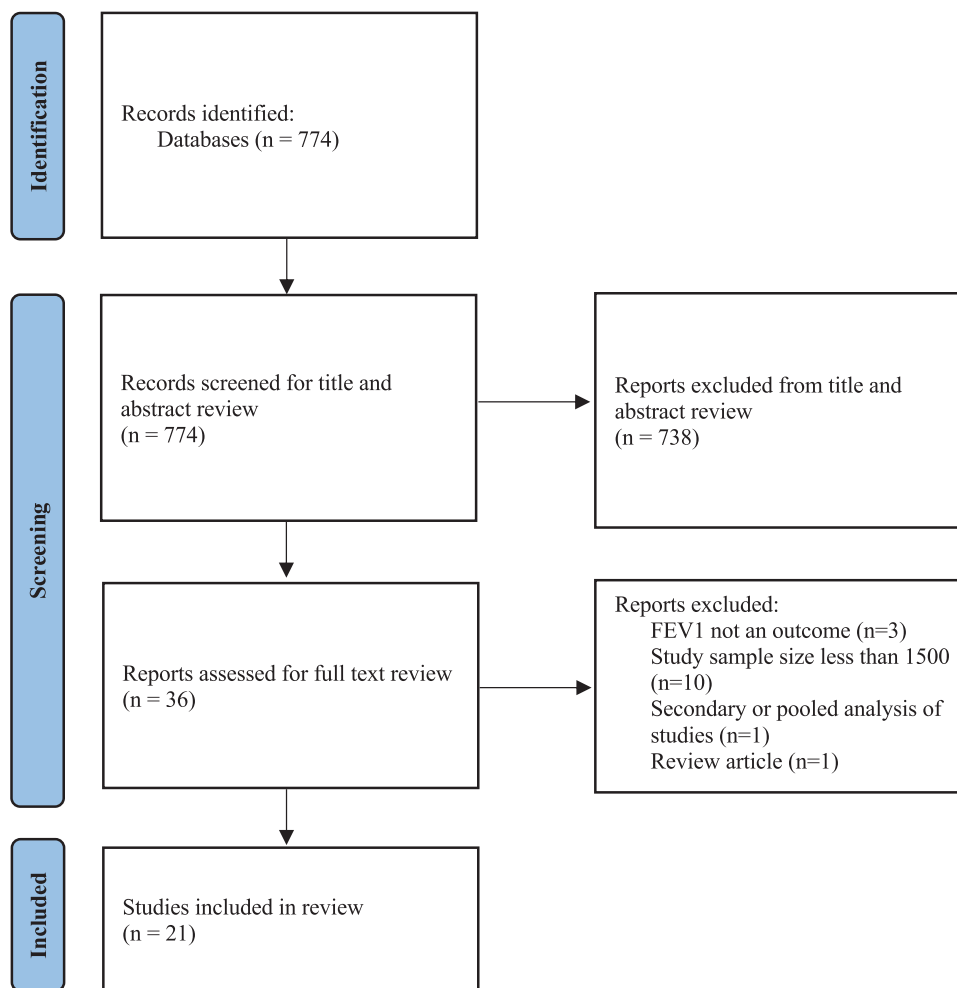 Identification
Records identified:
Databases (n = 774)
Screening
Records screened for title and
abstract review
(n = 774)
Reports excluded from title and
abstract review
(n = 738)
Reports assessed for full text review
(n = 36)
Reports excluded:
FEV1 not an outcome (n=3)
Study sample size less than 1500
(n=10)
Secondary or pooled analysis of
studies (n=1)
Review article (n=1)
Included
Studies included in review
(n = 21)